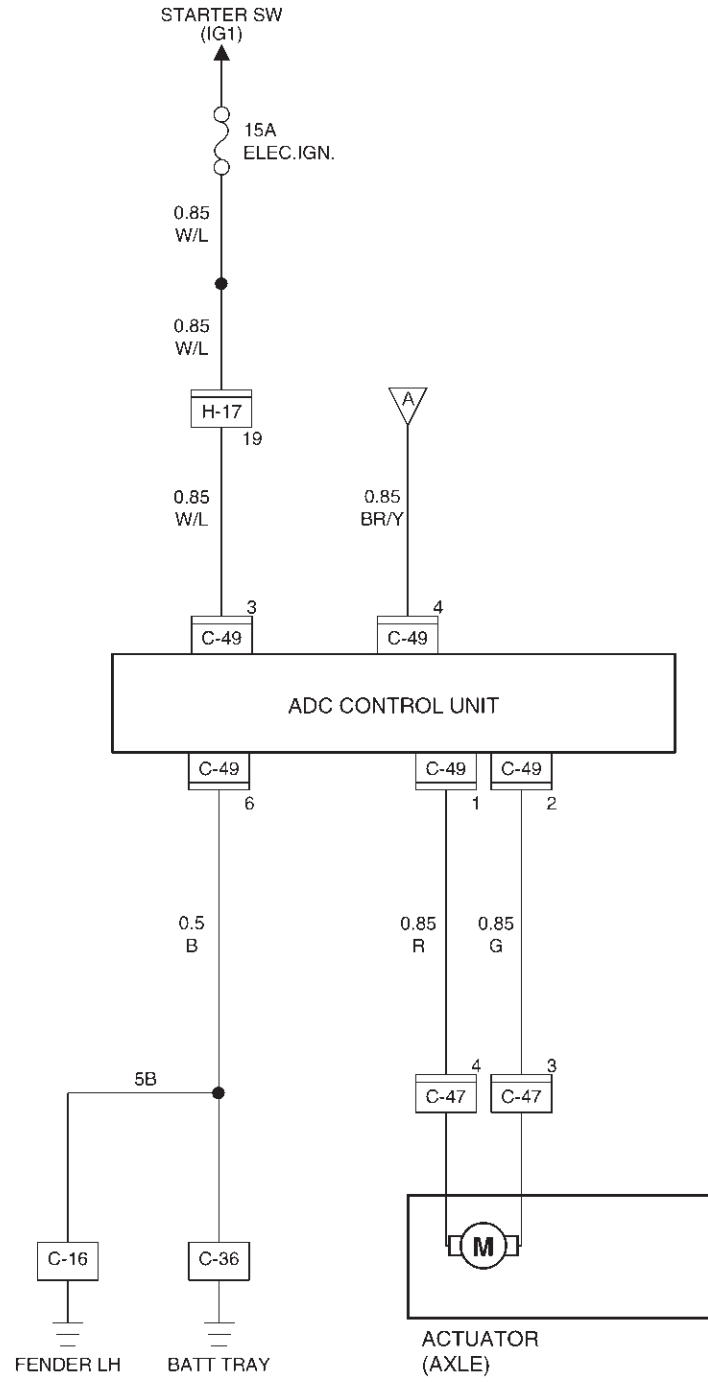 STARTER SW
(IG1)
15A
ELEC.IGN.
0.85
W/L
0.85
W/L
H-17
19
A
0.85
W/L
0.85
BR/Y
3
C-49
4
C-49
ADC CONTROL UNIT
C-49
6
C-49
1
C-49
2
0.5
B
0.85
R
0.85
G
5B
4
C-47
3
C-47
C-16
C-36
M
FENDER LH
BATT TRAY
ACTUATOR
(AXLE)